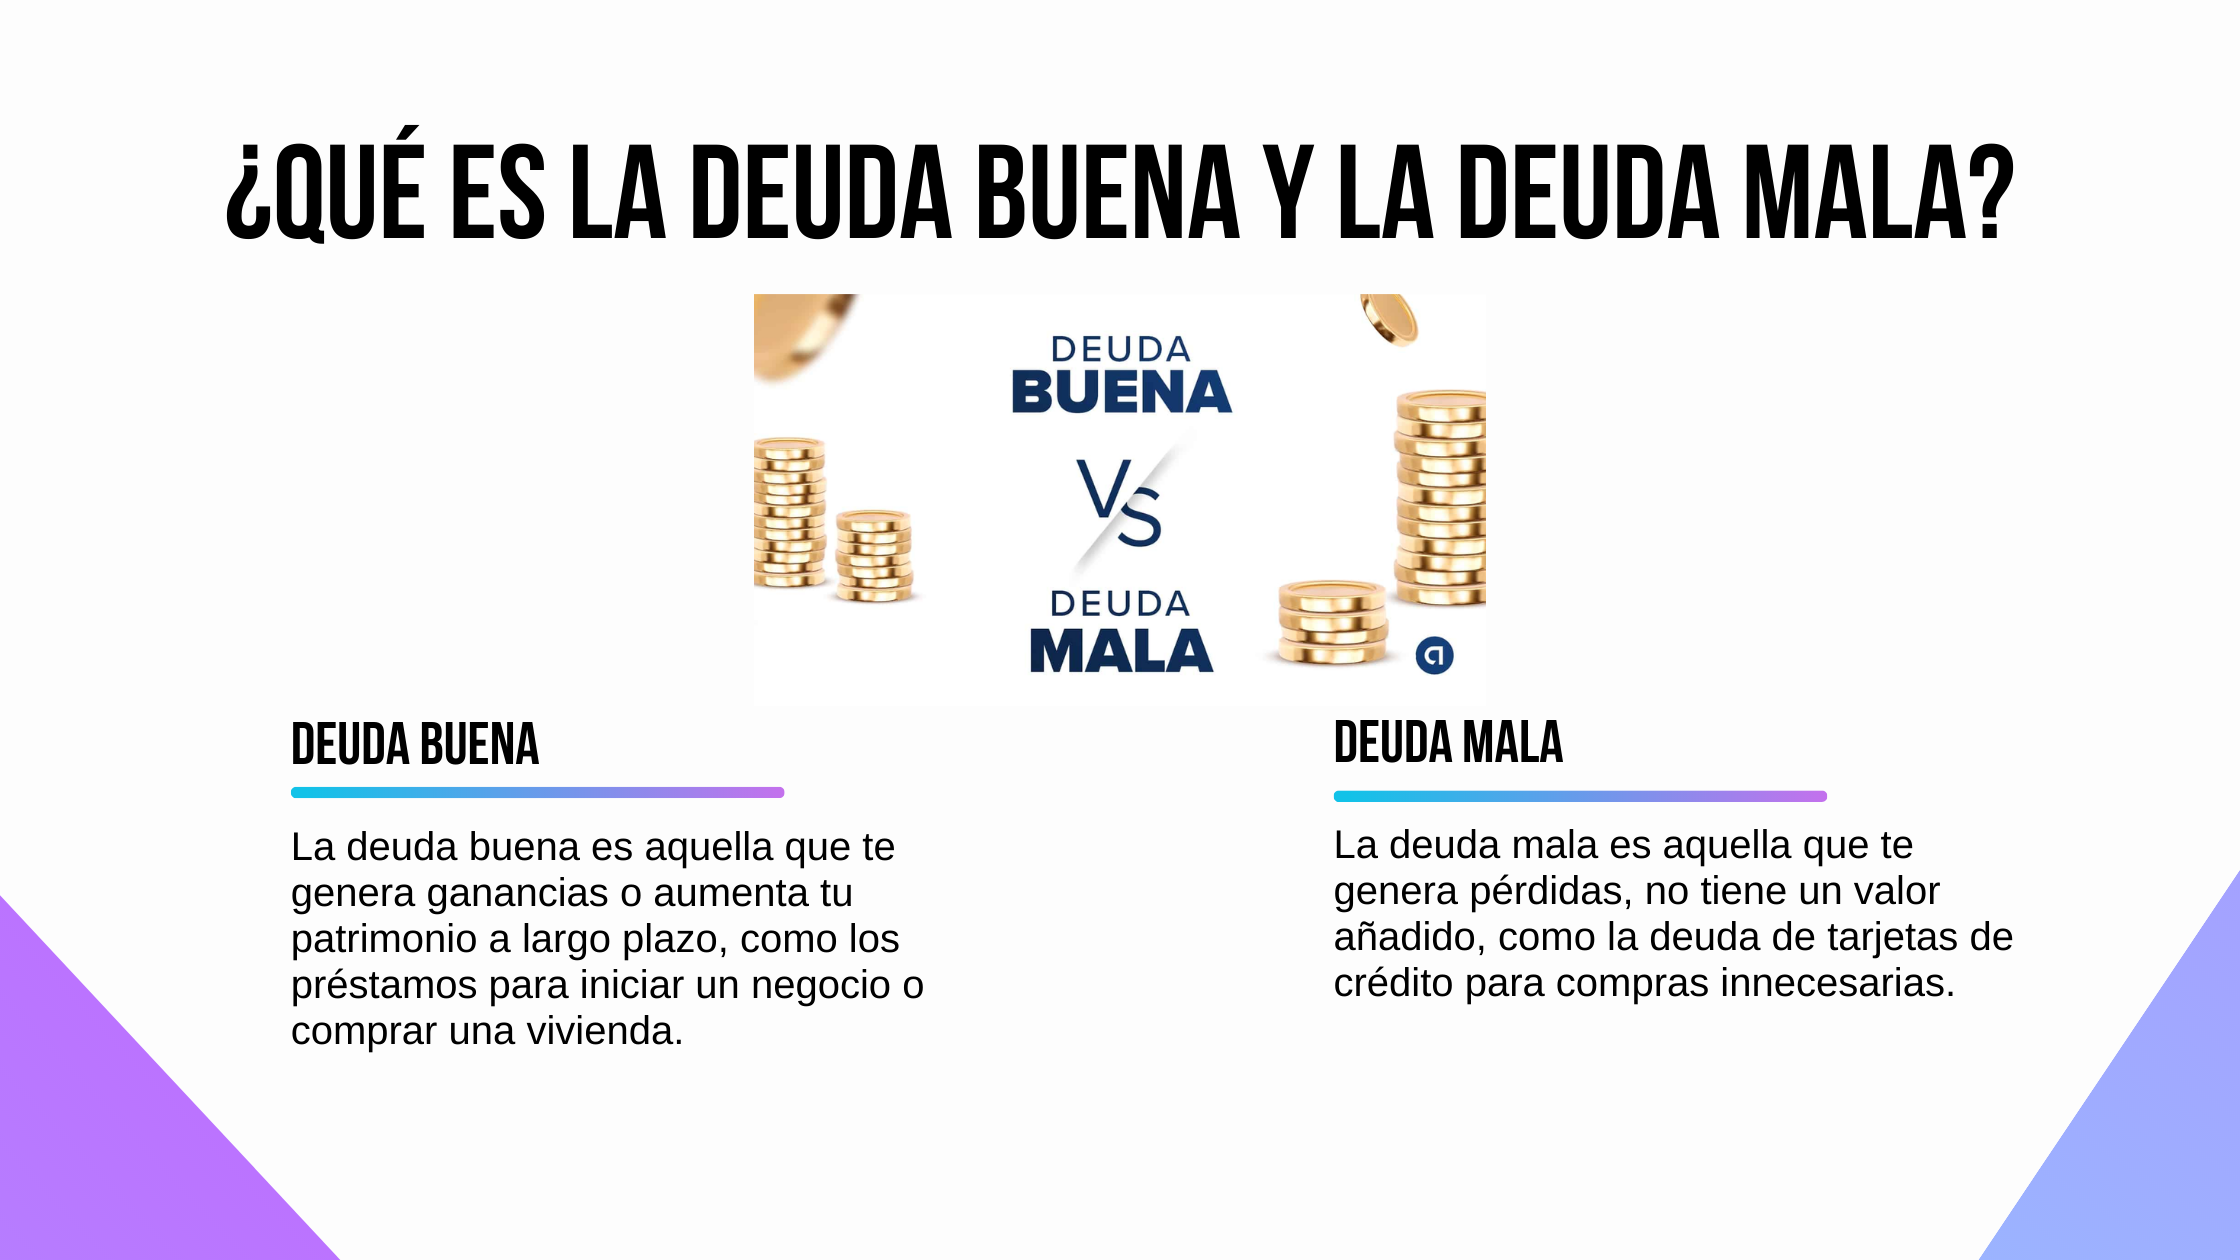 ¿QUÉ ES LA DEUDA BUENA Y LA DEUDA MALA?
DEUDA
BUENA
VS
DEUDA
MALA
DEUDA BUENA
La deuda buena es aquella que te
genera ganancias o aumenta tu
patrimonio a largo plazo, como los
préstamos para iniciar un negocio o
comprar una vivienda.
DEUDA MALA
La deuda mala es aquella que te
genera pérdidas, no tiene un valor
añadido, como la deuda de tarjetas de
crédito para compras innecesarias.